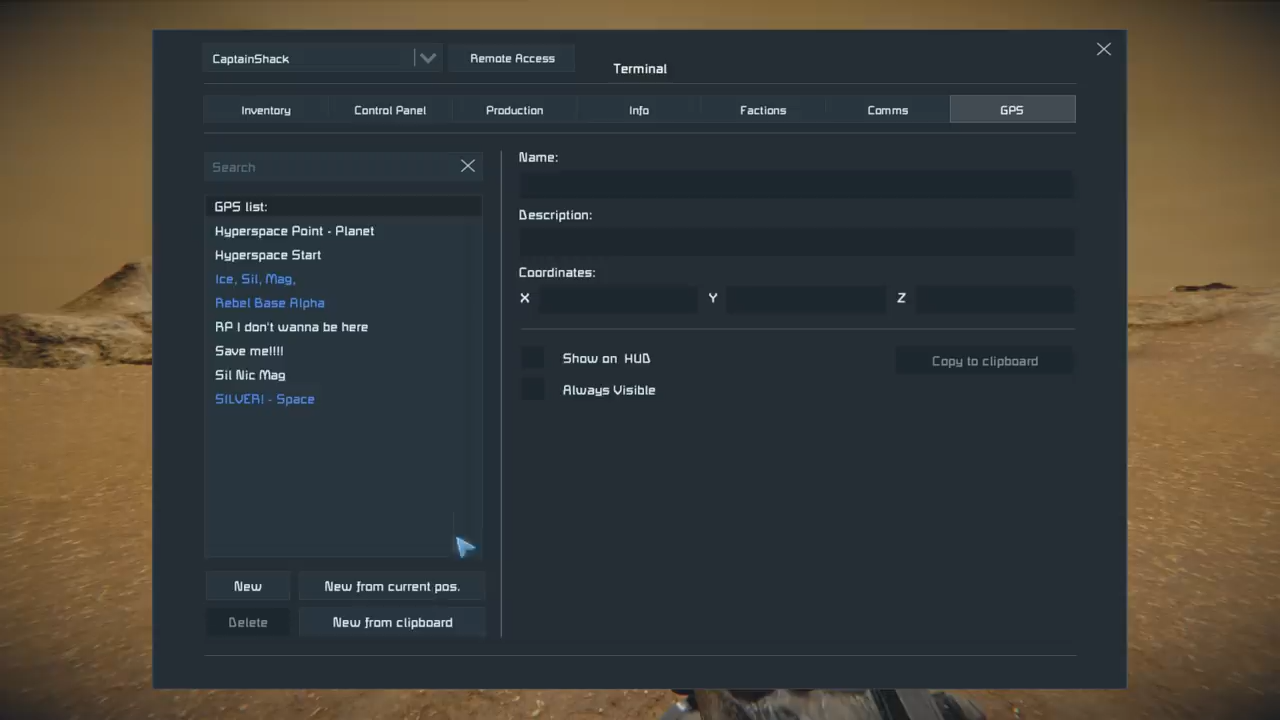 CaptainShack
Remote Access
Terminal
Inventory
Control Panel
Production
Info
Factions
Comms
GPS
Search
GPS list:
Hyperspace Point - Planet
Hyperspace Start
Ice, Sil, Mag,
Rebel Base Alpha
RP I don't wanna be here
Save me!!!!
Sil Nic Mag
SILVER! - Space
New
New from current pos.
Delete
New from clipboard
Name:
Description:
Coordinates:
X
Y
Z
Show on HUD
Copy to clipboard
Always Visible